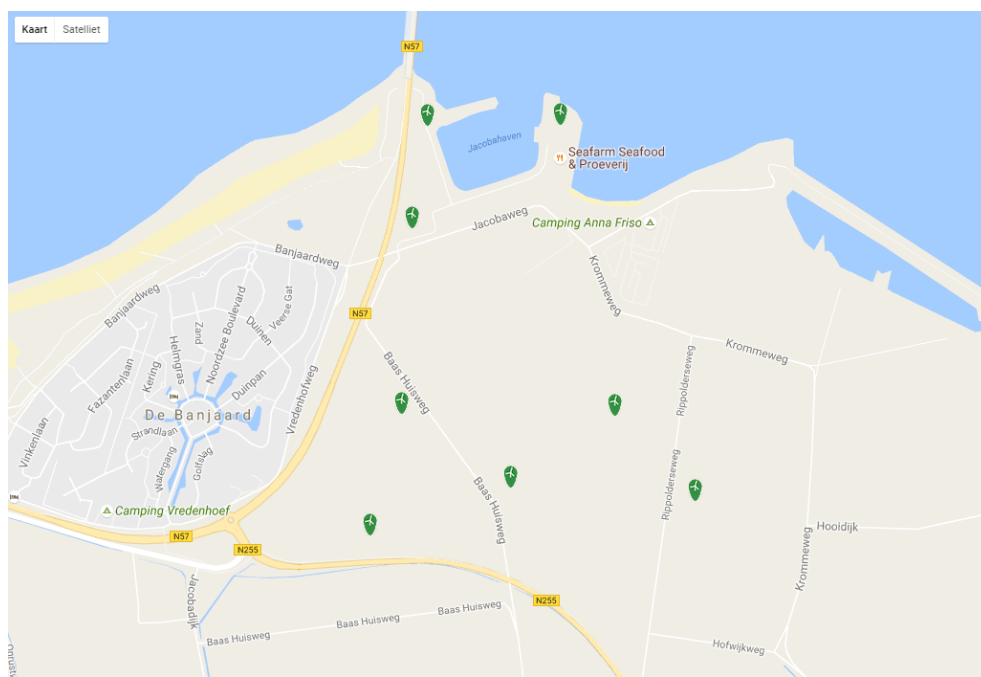 Kaart Satelliet
N57
Jacobahaven
Seafarm Seafood
& Proeverij
Jacobaweg
Camping Anna Friso
Banjaardweg
Krommeweg
Banjaardweg
Zand
Noordzee Boulevard
Duinen
Veerse Gat
N57
Helmgras
Kering
Fazantenlaan
Duinpan
Vredenhofweg
Baas Huisweg
Krommeweg
Rippolderseweg
De Banjaard
Strandlaan
Vinkenlaan
Watergang
Golfslag
Baas Huisweg
Rippolderseweg
Camping Vredenhoef
N57
N255
Hooidijk
Krommeweg
Jacobadijk
N255
Baas Huisweg
Baas Huisweg
Baas Huisweg
Hofwijkweg